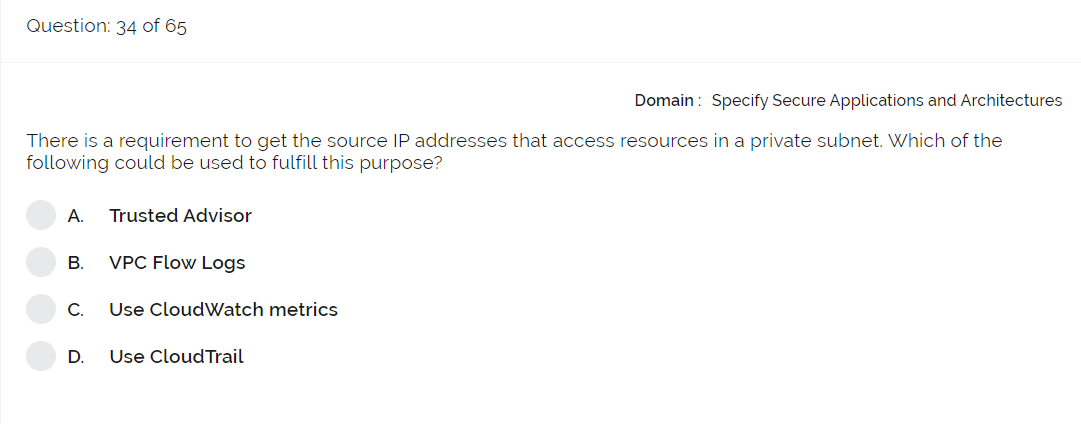 Question: 34 of 65
Domain : Specify Secure Applications and Architectures
There is a requirement to get the source IP addresses that access resources in a private subnet. Which of the
following could be used to fulfill this purpose?
A. Trusted Advisor
B. VPC Flow Logs
C. Use CloudWatch metrics
D. Use CloudTrail